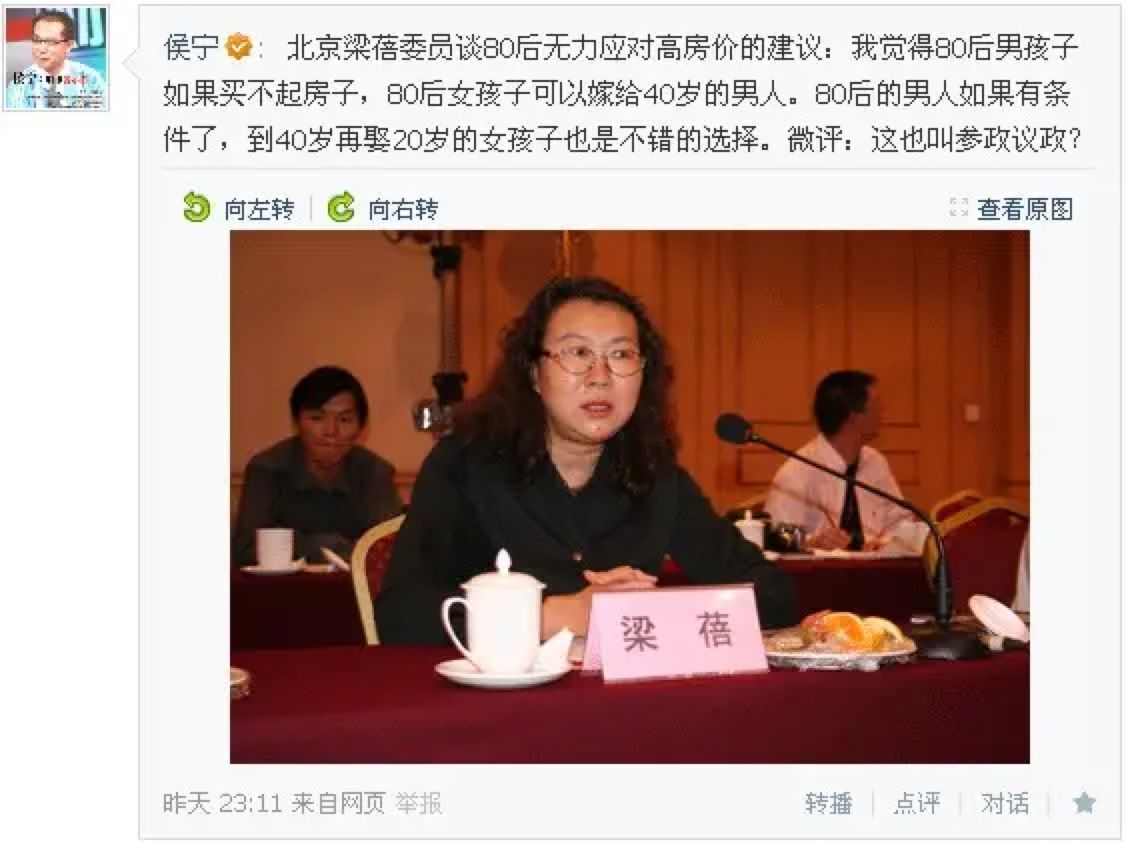 侯宁：北京梁蓓委员谈80后无力应对高房价的建议：我觉得80后男孩子
如果买不起房子，80后女孩子可以嫁给40岁的男人。80后的男人如果有条
件了，到40岁再娶20岁的女孩子也是不错的选择。微评：这也叫参政议政？
向左转 | 向右转
查看原图
梁 蓓
昨天 23:11 来自网页 举报
转播 | 点评 | 对话